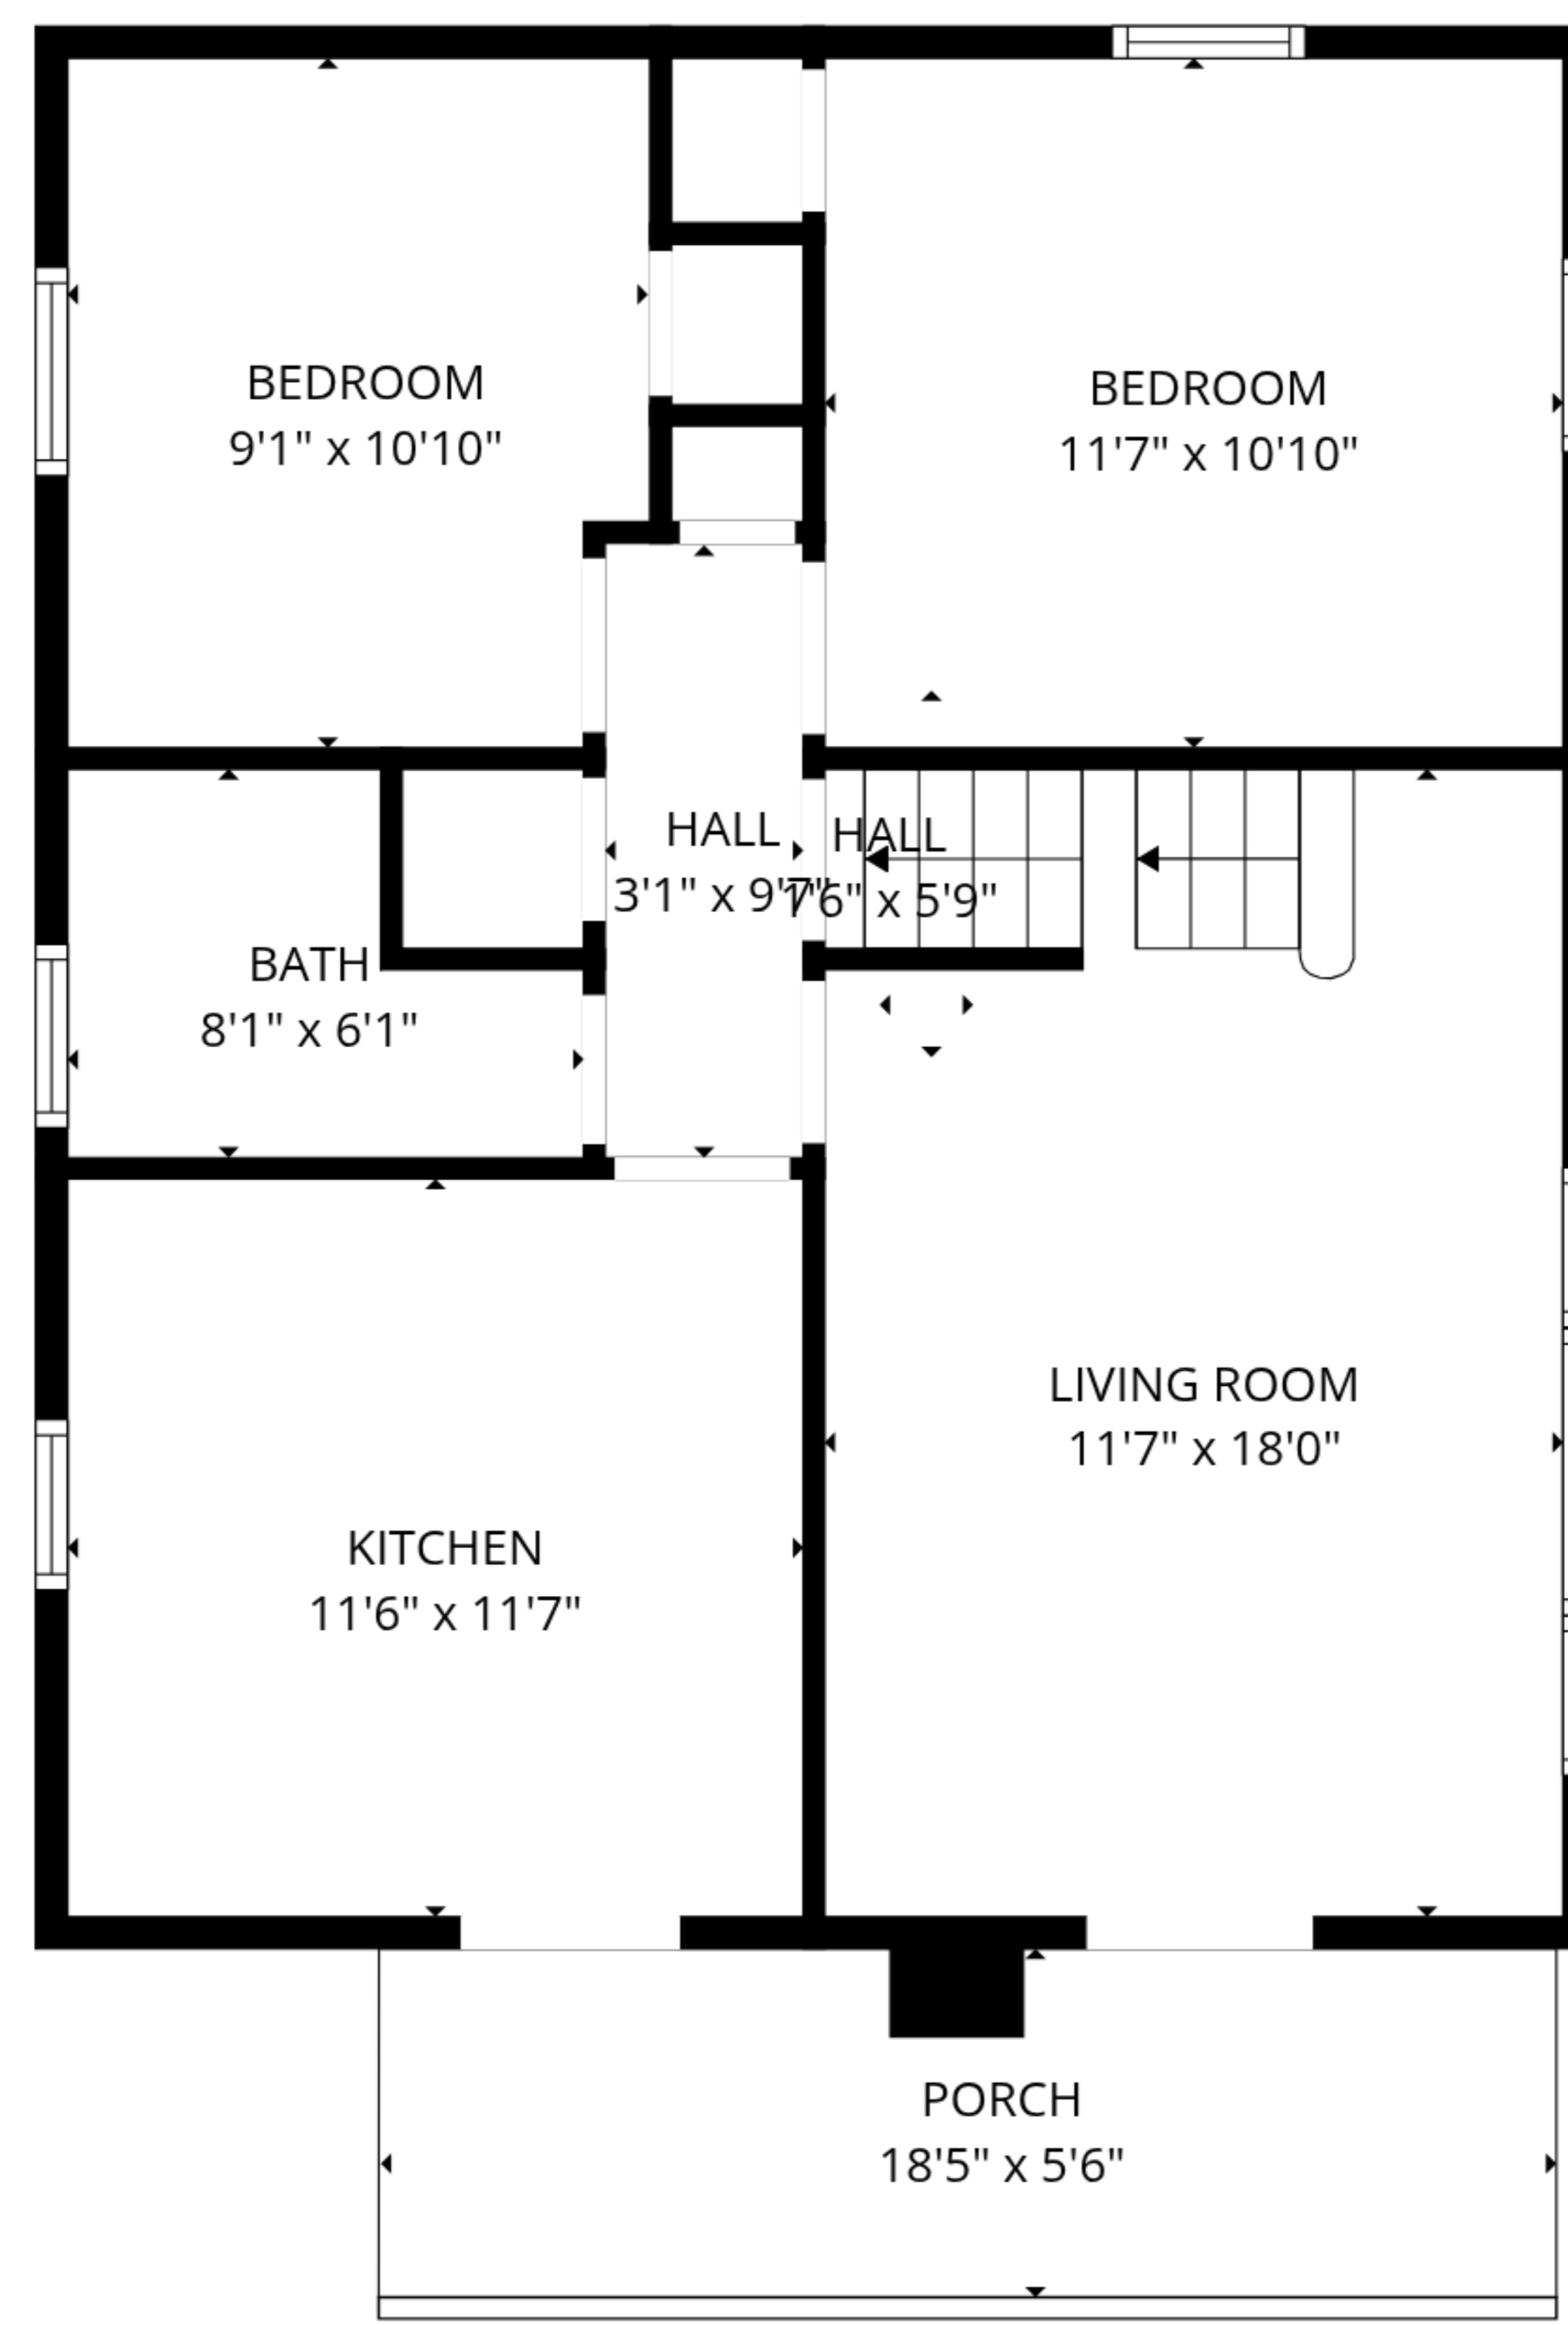 BEDROOM
9'1" x 10'10"
BEDROOM
11'7" x 10'10"
HALL
3'1" x 9'7"
HALL
1'6" x 5'9"
BATH
8'1" x 6'1"
LIVING ROOM
11'7" x 18'0"
KITCHEN
11'6" x 11'7"
PORCH
18'5" x 5'6"